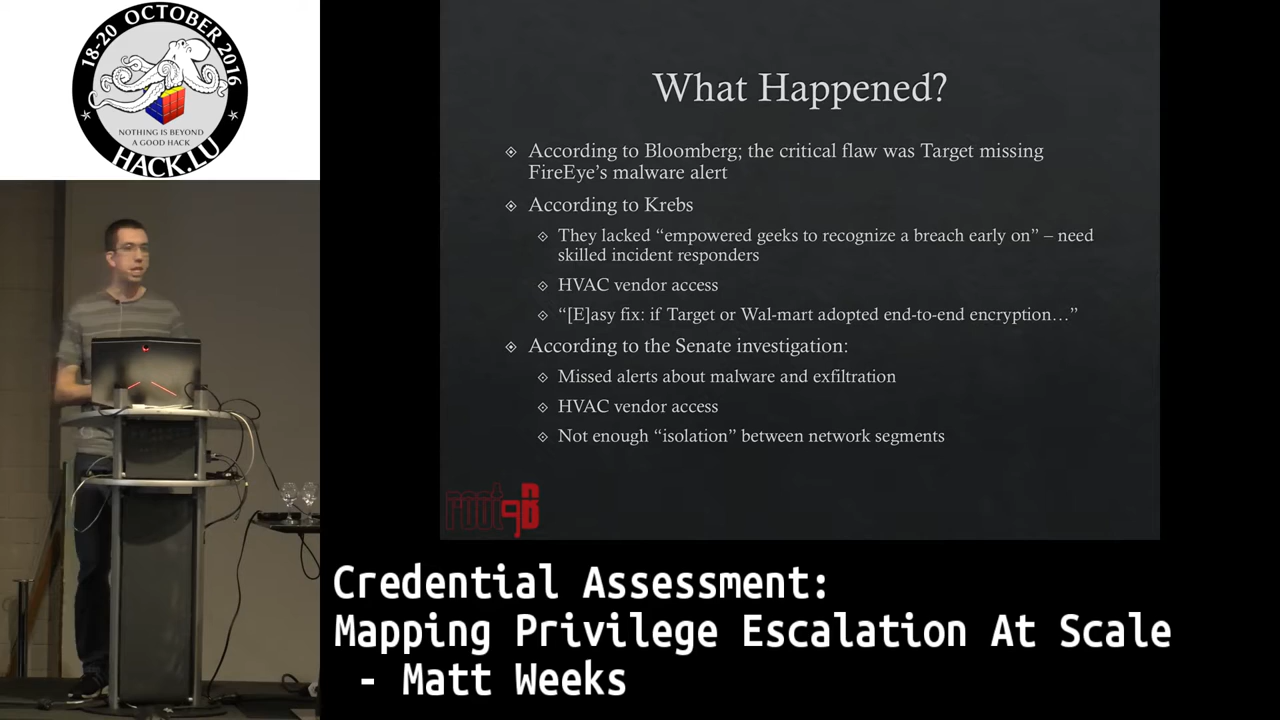 18-20 OCTOBER 2016
NOTHING IS BEYOND
A GOOD HACK
HACK.LU
What Happened?
According to Bloomberg; the critical flaw was Target missing
FireEye's malware alert
According to Krebs
They lacked “empowered geeks to recognize a breach early on” – need
skilled incident responders
HVAC vendor access
“[E]asy fix: if Target or Wal-mart adopted end-to-end encryption…”
According to the Senate investigation:
Missed alerts about malware and exfiltration
HVAC vendor access
Not enough “isolation” between network segments
root9B
Credential Assessment:
Mapping Privilege Escalation At Scale
- Matt Weeks